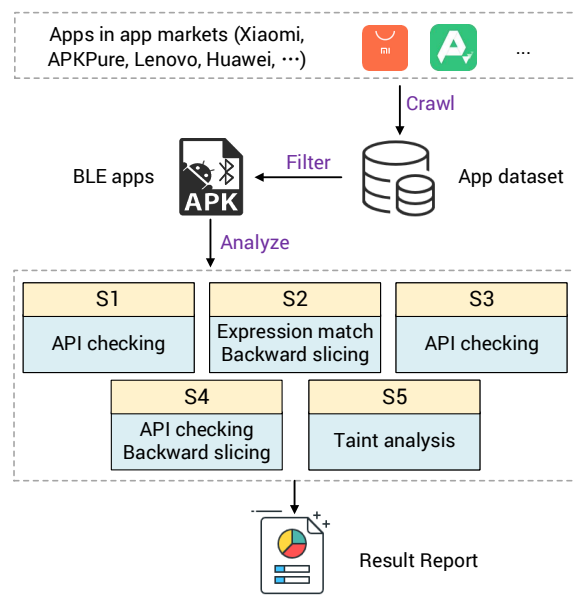 Apps in app markets (Xiaomi,
APKPure, Lenovo, Huawei, ⋯)
MI
...
Crawl
BLE apps
APK
Filter
App dataset
Analyze
S1
API checking
S2
Expression match
Backward slicing
S3
API checking
S4
API checking
Backward slicing
S5
Taint analysis
Result Report